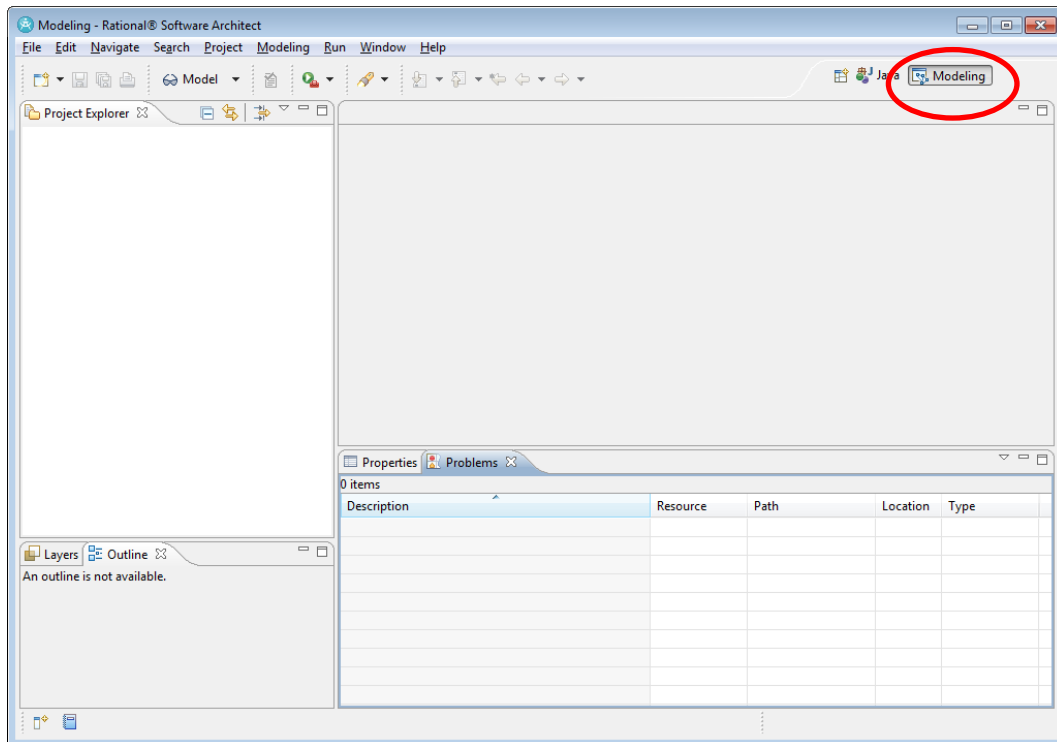 Modeling - Rational® Software Architect
File Edit Navigate Search Project Modeling Run Window Help
Model
Java Modeling
Project Explorer
Properties Problems
0 items
Description Resource Path Location Type
Layers Outline
An outline is not available.